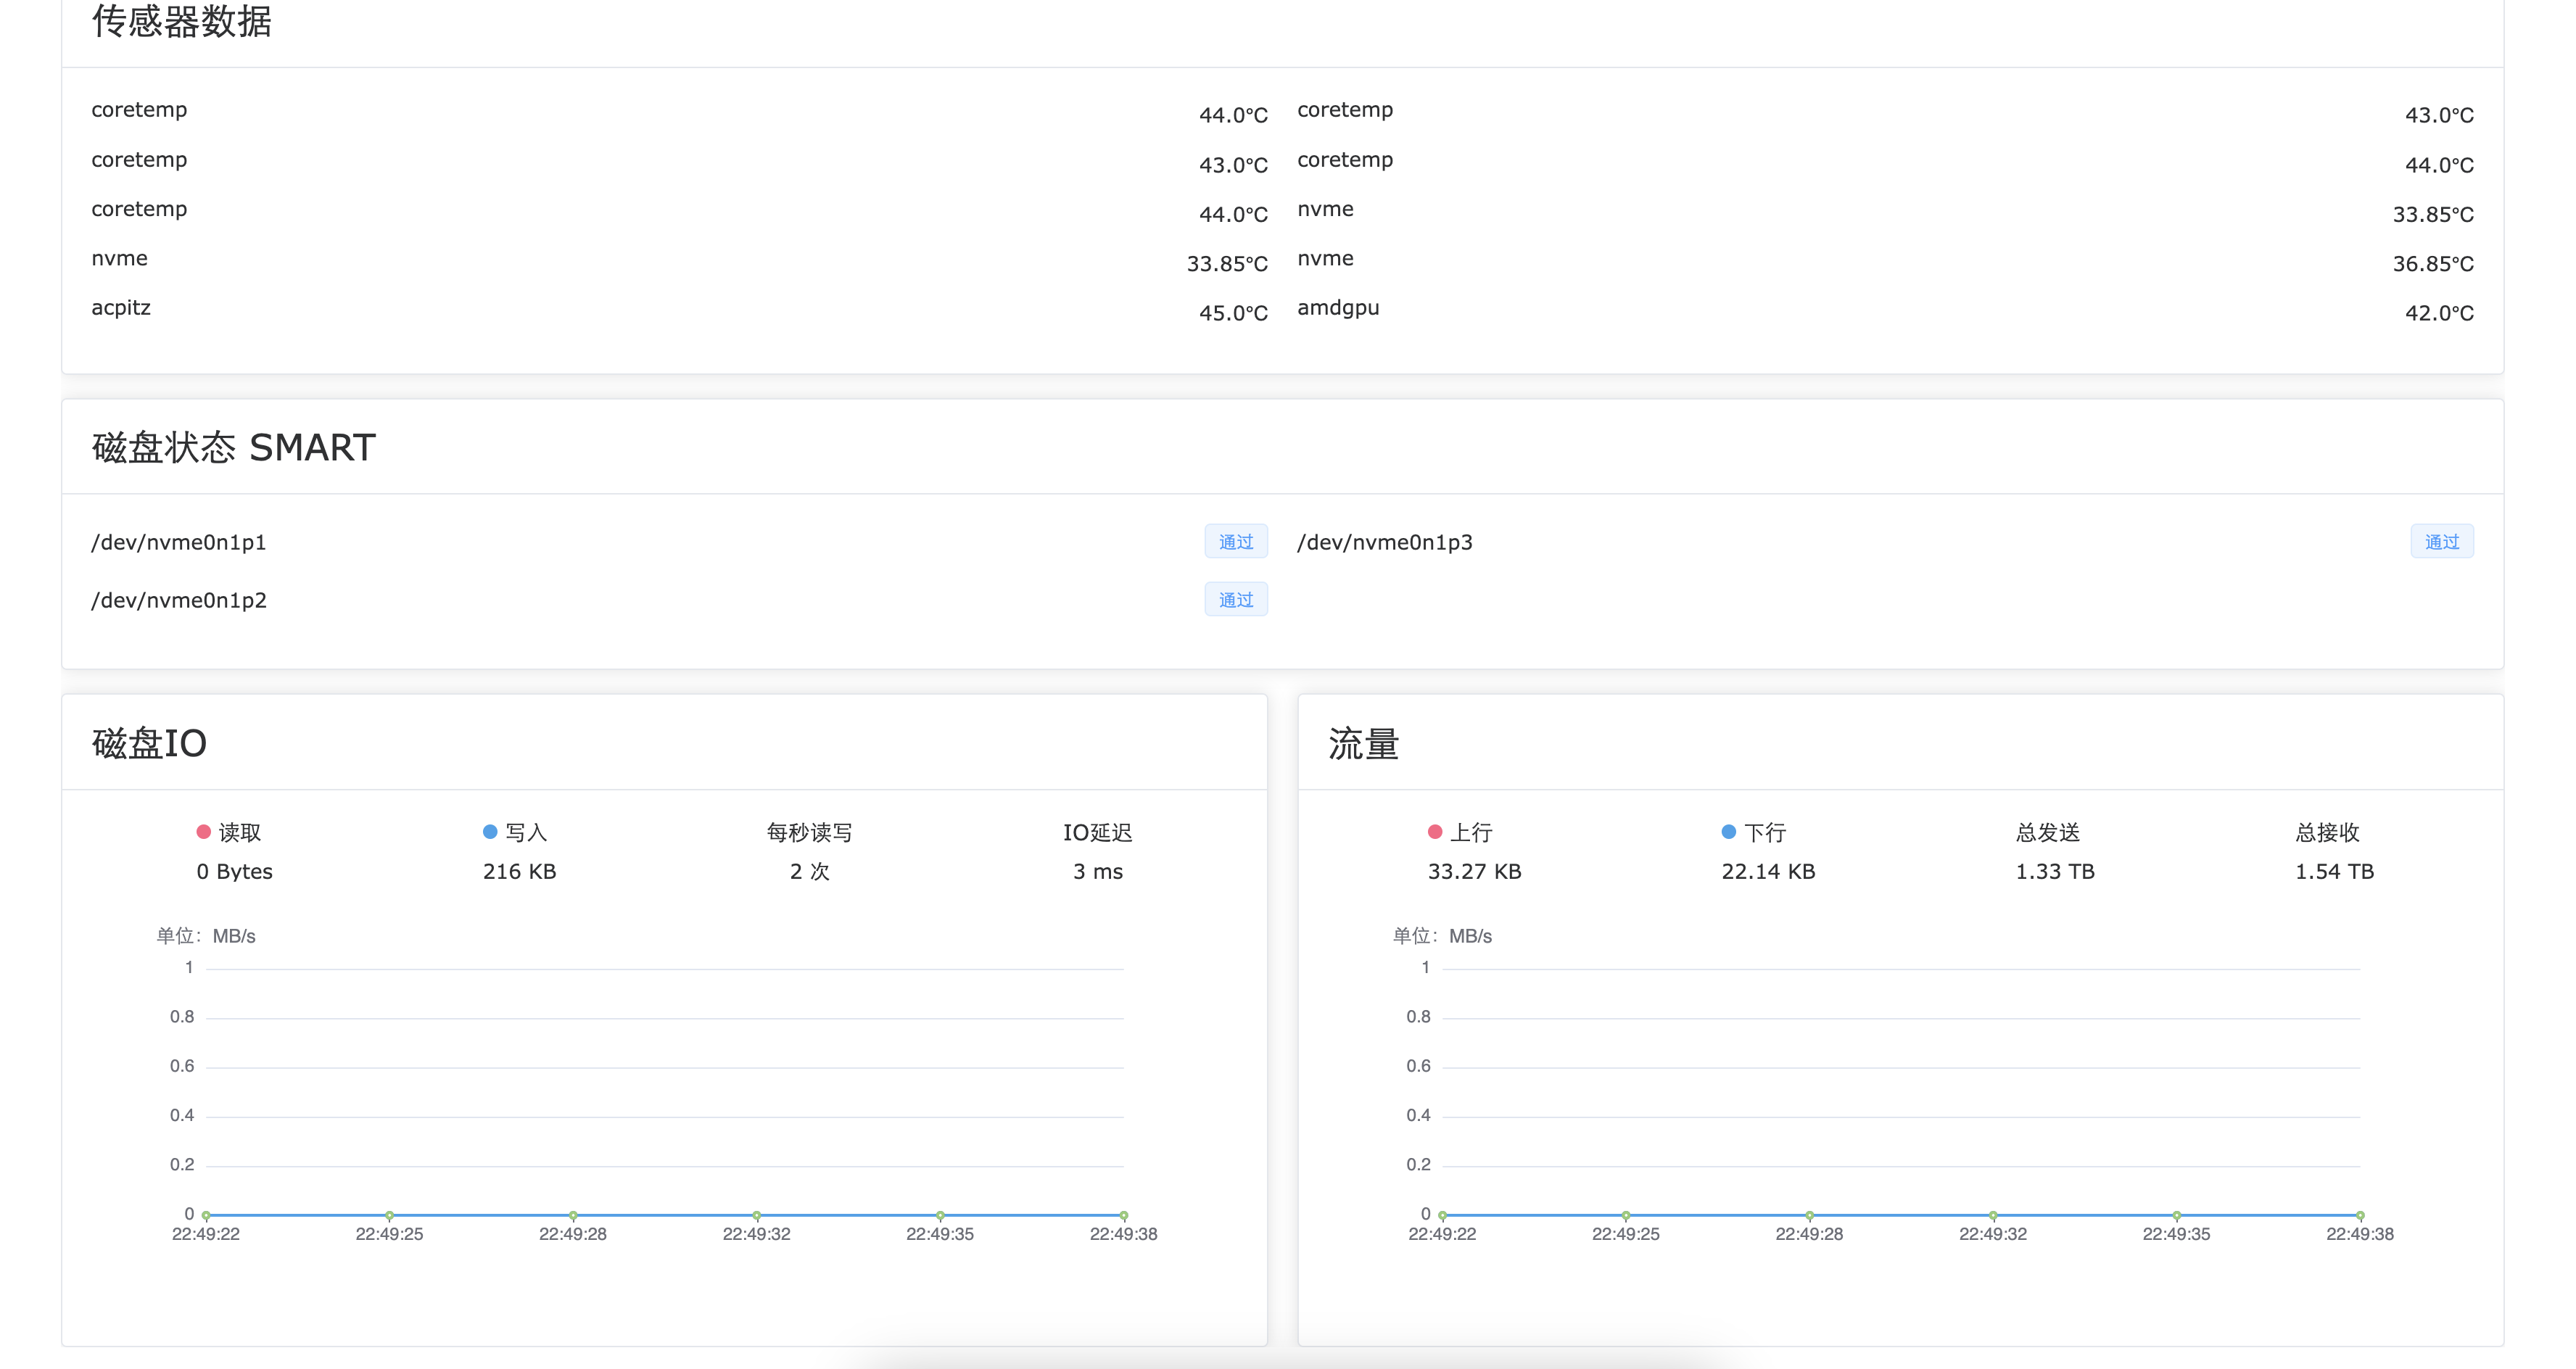 传感器数据
coretemp 44.0°C coretemp 43.0°C
coretemp 43.0°C coretemp 44.0°C
coretemp 44.0°C nvme 33.85°C
nvme 33.85°C nvme 36.85°C
acpitz 45.0°C amdgpu 42.0°C
磁盘状态 SMART
/dev/nvme0n1p1 通过 /dev/nvme0n1p3 通过
/dev/nvme0n1p2 通过
磁盘IO
读取 写入 每秒读写 IO延迟
0 Bytes 216 KB 2 次 3 ms
单位：MB/s
1
0.8
0.6
0.4
0.2
0
22:49:22 22:49:25 22:49:28 22:49:32 22:49:35 22:49:38
流量
上行 下行 总发送 总接收
33.27 KB 22.14 KB 1.33 TB 1.54 TB
单位：MB/s
1
0.8
0.6
0.4
0.2
0
22:49:22 22:49:25 22:49:28 22:49:32 22:49:35 22:49:38